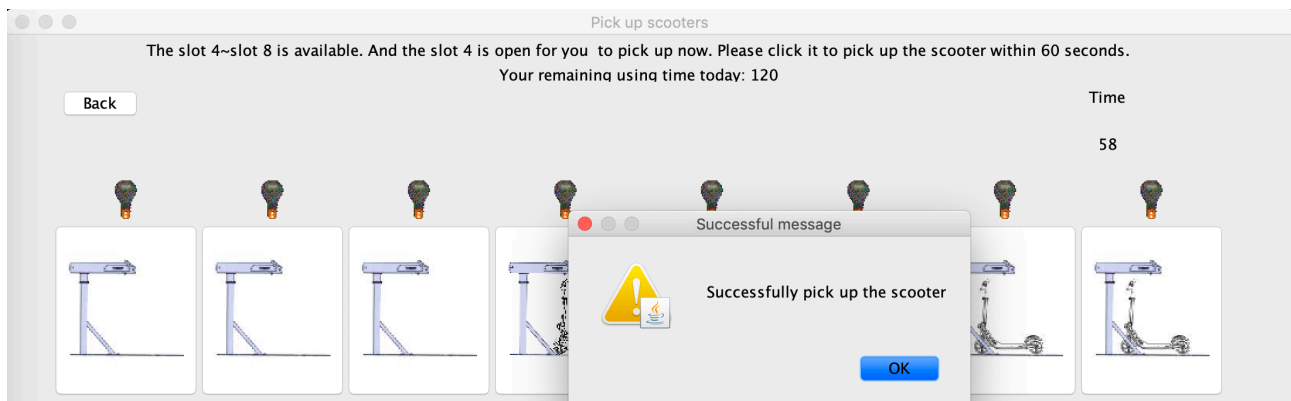 Pick up scooters
The slot 4~slot 8 is available. And the slot 4 is open for you  to pick up now. Please click it to pick up the scooter within 60 seconds.
Your remaining using time today: 120
Back
Time
58
Successful message
Successfully pick up the scooter
OK